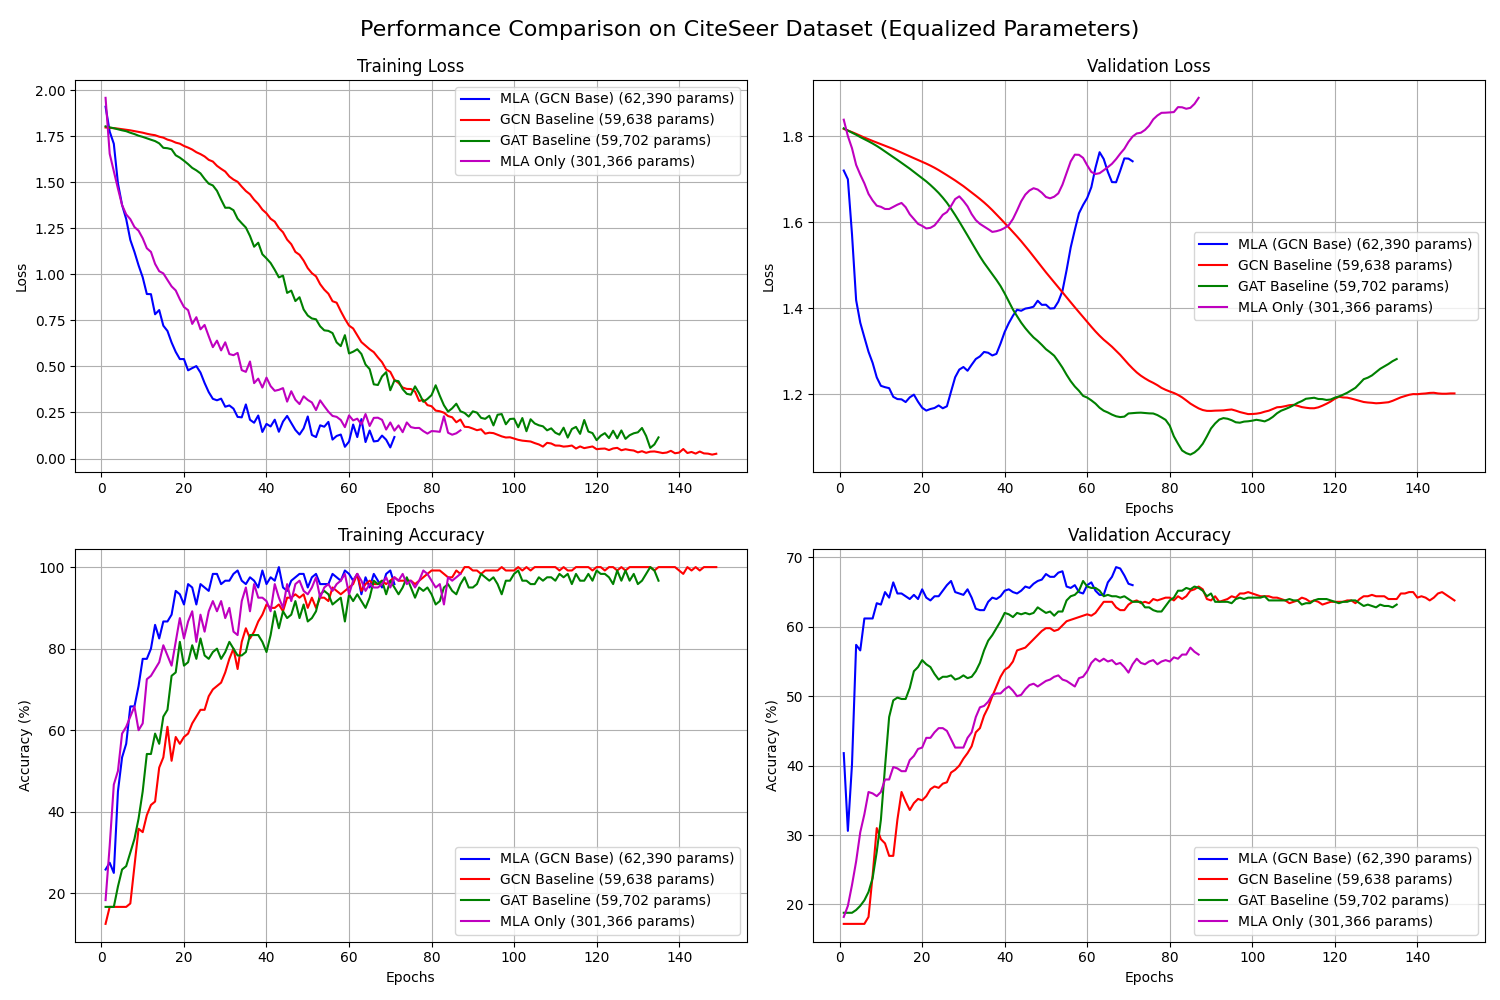 Performance Comparison on CiteSeer Dataset (Equalized Parameters)
Training Loss
2.00
1.75
1.50
1.25
1.00
0.75
0.50
0.25
0.00
Loss
MLA (GCN Base) (62,390 params)
GCN Baseline (59,638 params)
GAT Baseline (59,702 params)
MLA Only (301,366 params)
0 20 40 60 80 100 120 140
Epochs
Validation Loss
1.8
1.6
1.4
1.2
Loss
MLA (GCN Base) (62,390 params)
GCN Baseline (59,638 params)
GAT Baseline (59,702 params)
MLA Only (301,366 params)
0 20 40 60 80 100 120 140
Epochs
Training Accuracy
100
80
60
40
20
Accuracy (%)
MLA (GCN Base) (62,390 params)
GCN Baseline (59,638 params)
GAT Baseline (59,702 params)
MLA Only (301,366 params)
0 20 40 60 80 100 120 140
Epochs
Validation Accuracy
70
60
50
40
30
20
Accuracy (%)
MLA (GCN Base) (62,390 params)
GCN Baseline (59,638 params)
GAT Baseline (59,702 params)
MLA Only (301,366 params)
0 20 40 60 80 100 120 140
Epochs